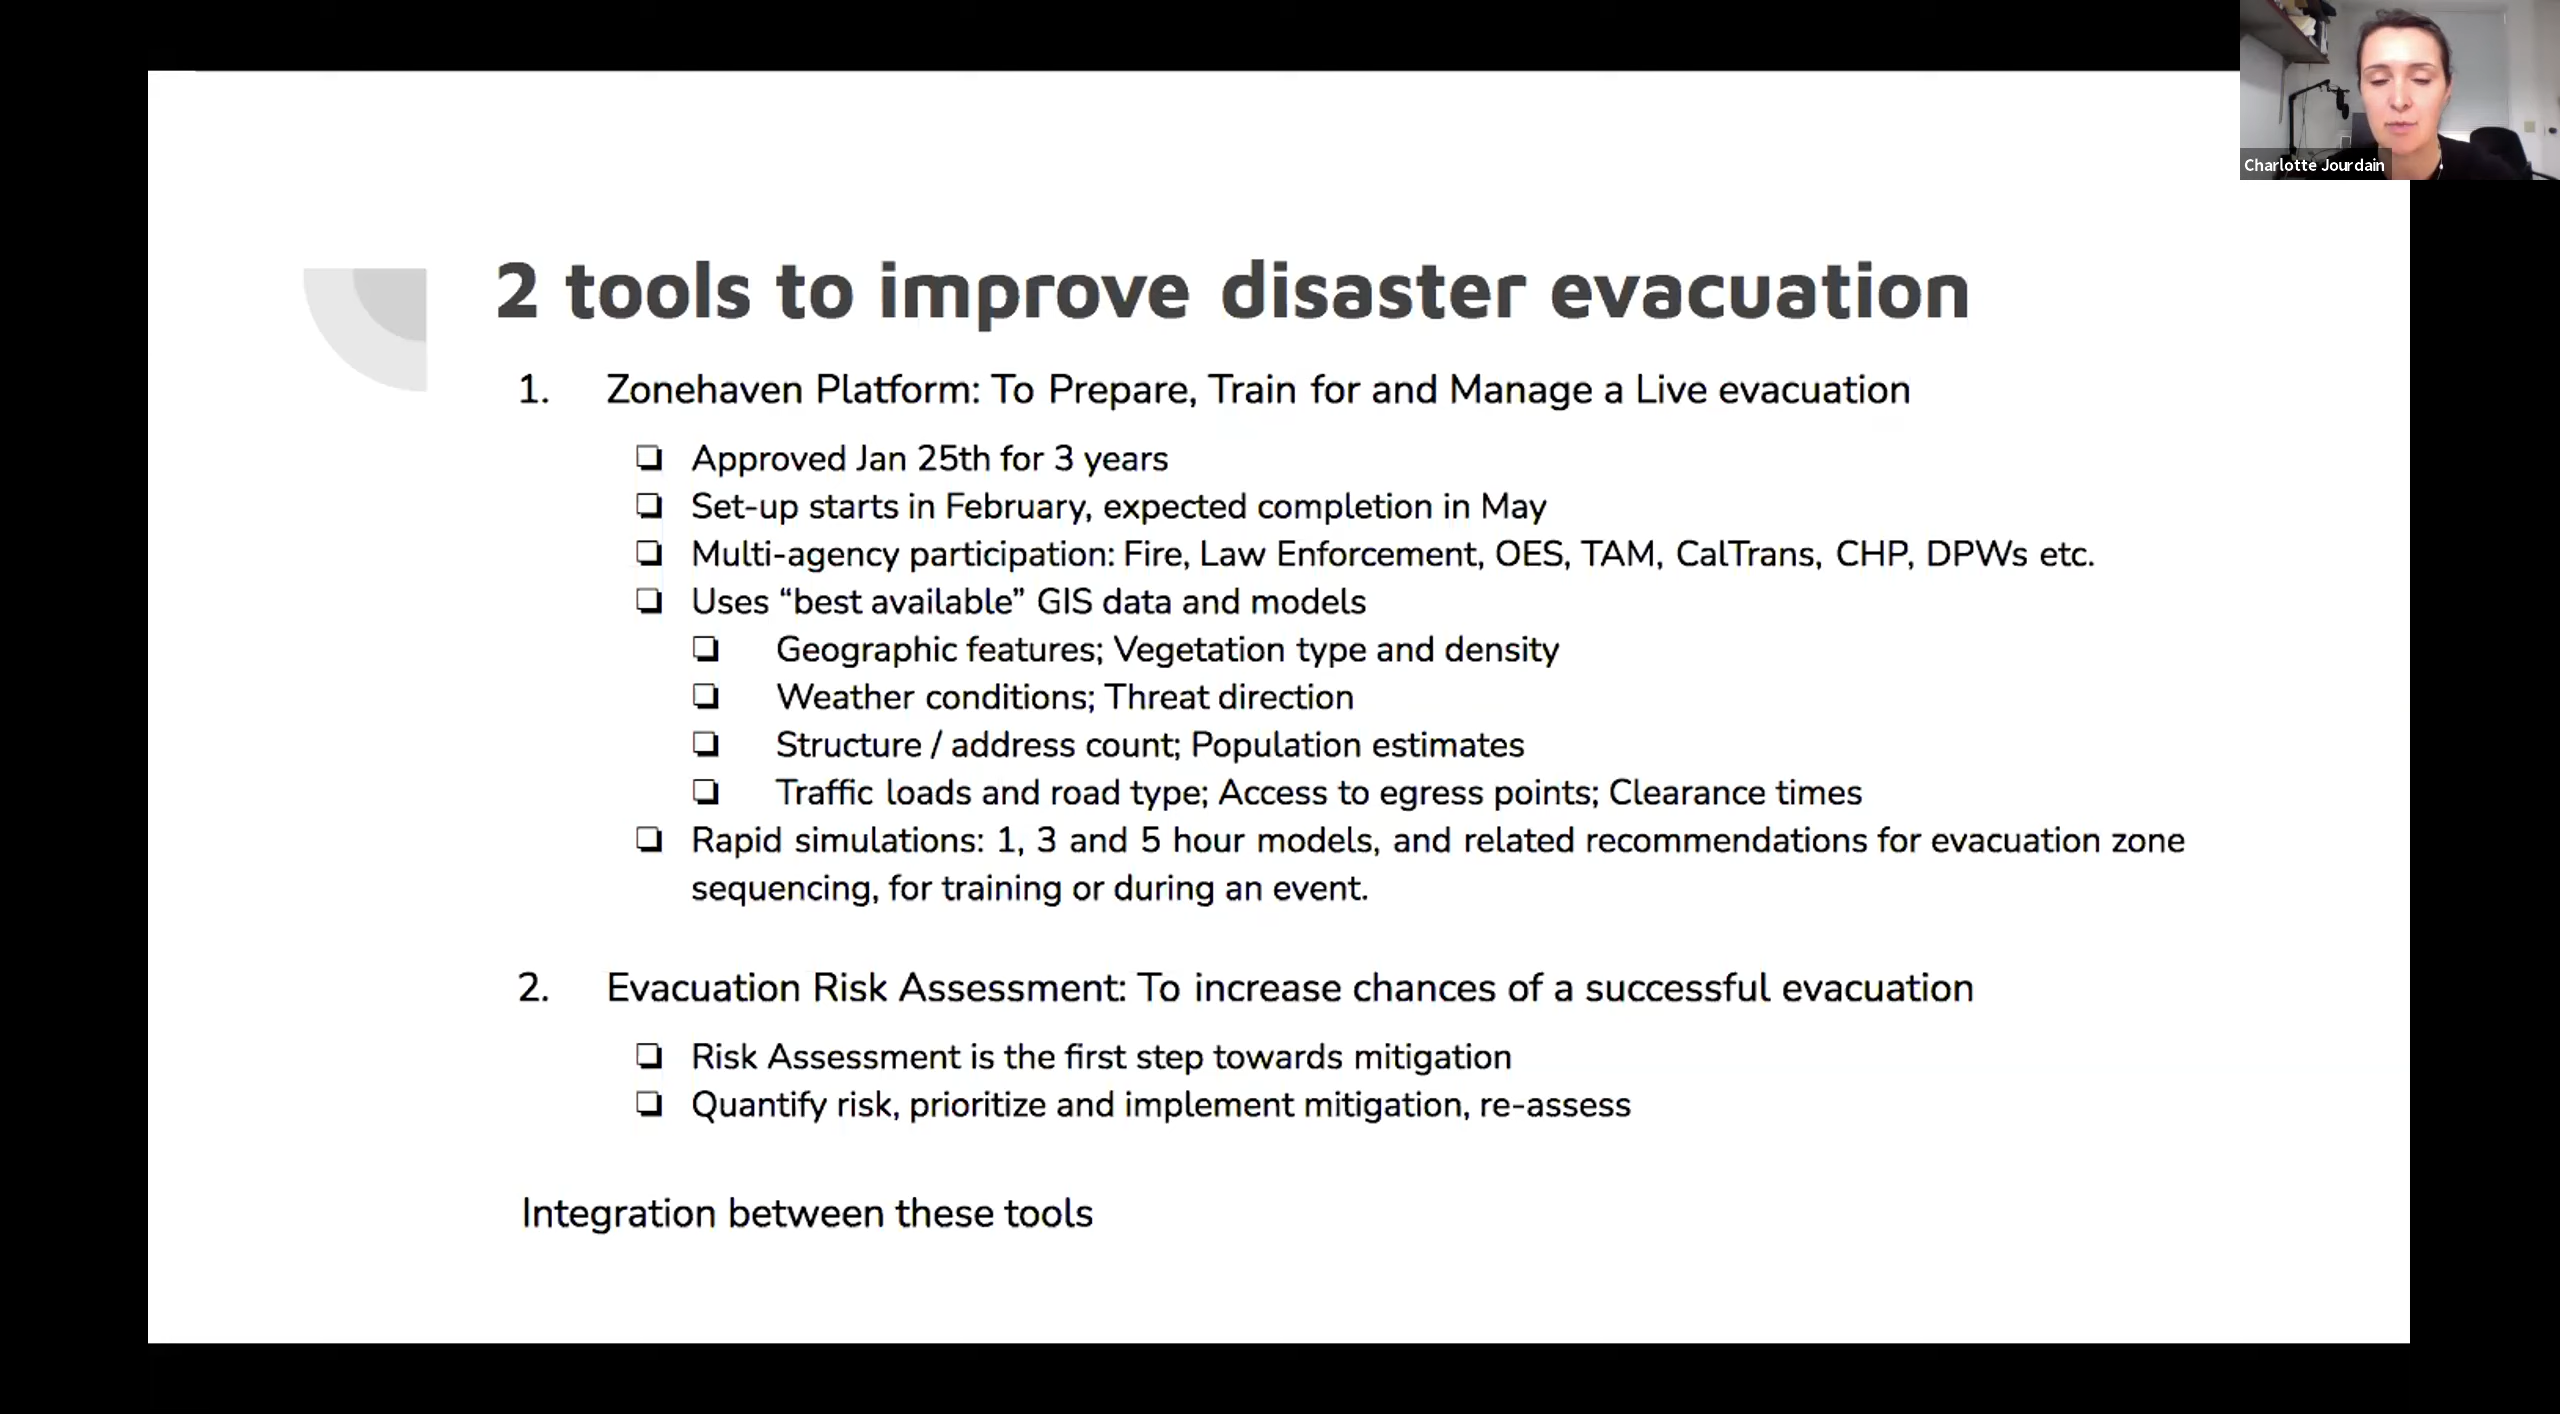 Charlotte Jourdain
2 tools to improve disaster evacuation
1. Zonehaven Platform: To Prepare, Train for and Manage a Live evacuation
❏ Approved Jan 25th for 3 years
❏ Set-up starts in February, expected completion in May
❏ Multi-agency participation: Fire, Law Enforcement, OES, TAM, CalTrans, CHP, DPWs etc.
❏ Uses “best available” GIS data and models
❏ Geographic features; Vegetation type and density
❏ Weather conditions; Threat direction
❏ Structure / address count; Population estimates
❏ Traffic loads and road type; Access to egress points; Clearance times
❏ Rapid simulations: 1, 3 and 5 hour models, and related recommendations for evacuation zone
sequencing, for training or during an event.
2. Evacuation Risk Assessment: To increase chances of a successful evacuation
❏ Risk Assessment is the first step towards mitigation
❏ Quantify risk, prioritize and implement mitigation, re-assess
Integration between these tools